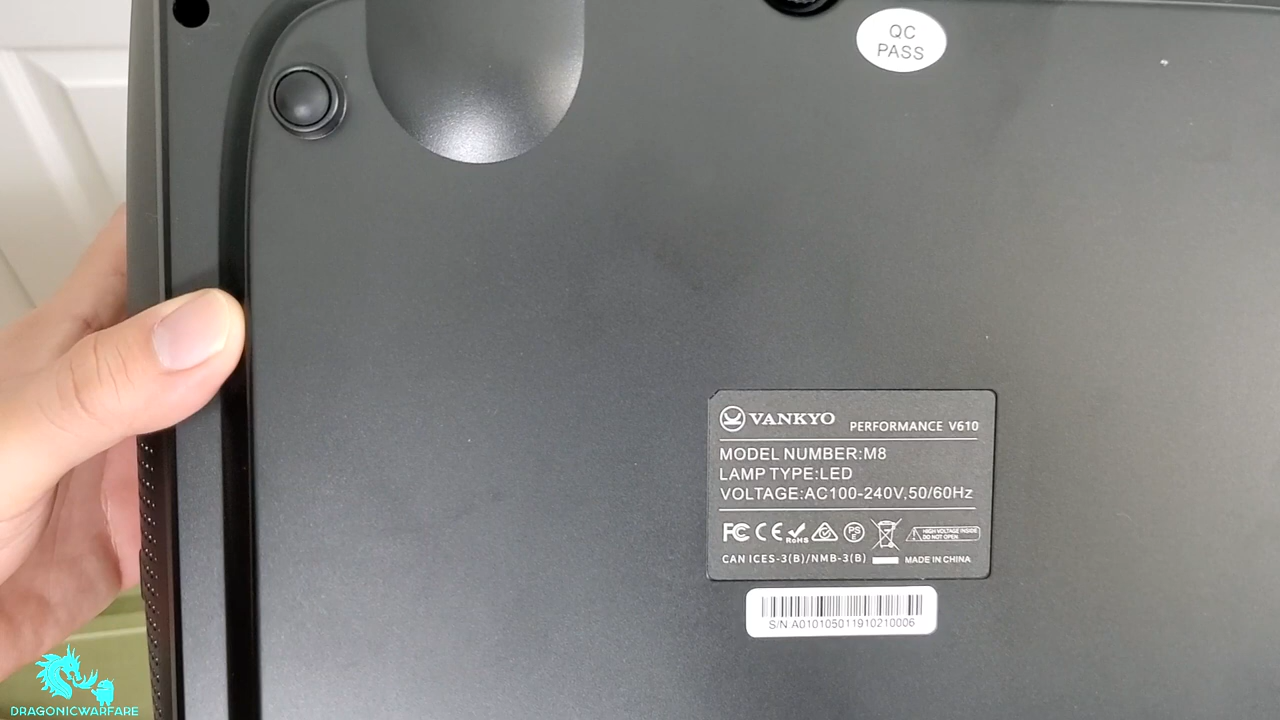 QC
PASS
VANKYO PERFORMANCE V610
MODEL NUMBER:M8
LAMP TYPE:LED
VOLTAGE:AC100-240V,50/60Hz
FC CE RoHS PS E HIGH VOLTAGE INSIDE
DO NOT OPEN.
CAN ICES-3(B)/NMB-3(B) MADE IN CHINA
S/N A010105011910210006
DRAGONICWARFARE